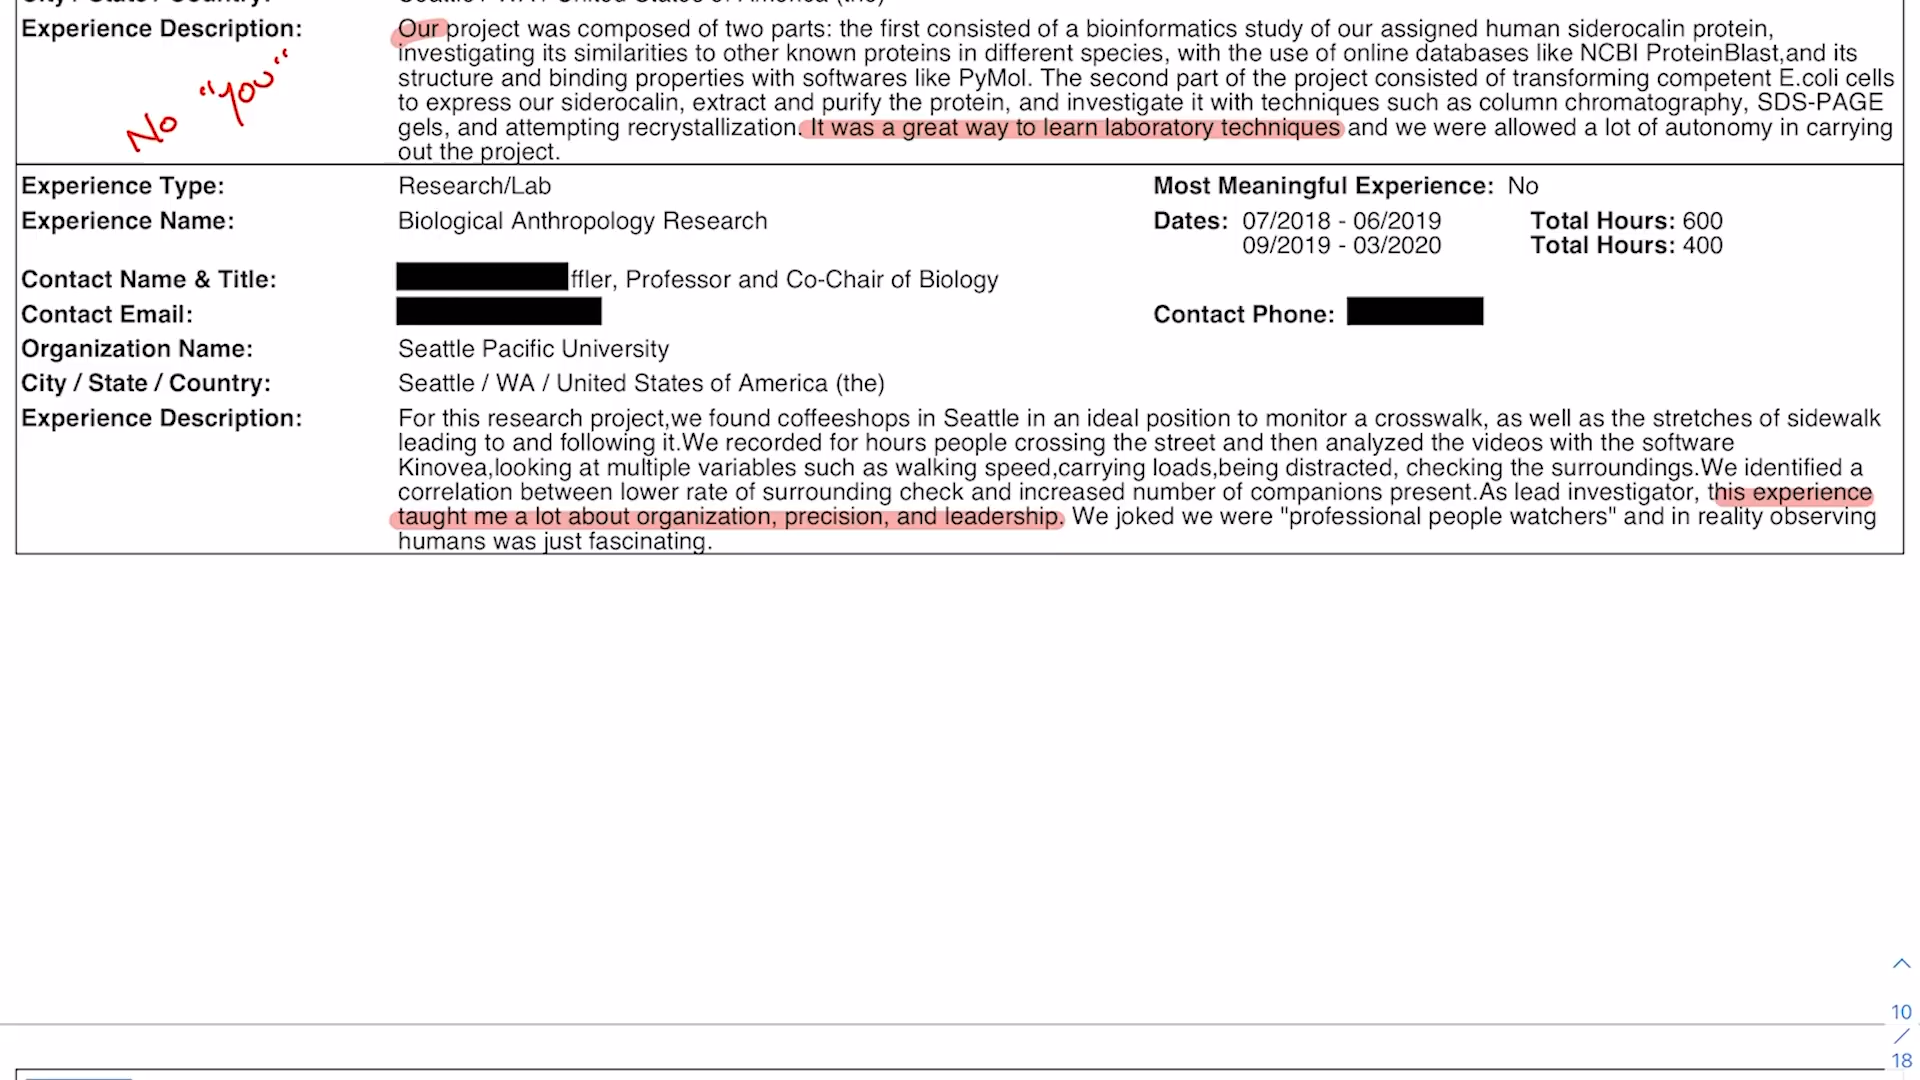 City / State / Country: Seattle / WA / United States of America (the)
Experience Description: Our project was composed of two parts: the first consisted of a bioinformatics study of our assigned human siderocalin protein,
investigating its similarities to other known proteins in different species, with the use of online databases like NCBI ProteinBlast,and its
structure and binding properties with softwares like PyMol. The second part of the project consisted of transforming competent E.coli cells
to express our siderocalin, extract and purify the protein, and investigate it with techniques such as column chromatography, SDS-PAGE
gels, and attempting recrystallization. It was a great way to learn laboratory techniques and we were allowed a lot of autonomy in carrying
out the project.
No "you"
Experience Type: Research/Lab Most Meaningful Experience: No
Experience Name: Biological Anthropology Research Dates: 07/2018 - 06/2019 Total Hours: 600
09/2019 - 03/2020 Total Hours: 400
Contact Name & Title: ffler, Professor and Co-Chair of Biology
Contact Email: Contact Phone:
Organization Name: Seattle Pacific University
City / State / Country: Seattle / WA / United States of America (the)
Experience Description: For this research project,we found coffeeshops in Seattle in an ideal position to monitor a crosswalk, as well as the stretches of sidewalk
leading to and following it.We recorded for hours people crossing the street and then analyzed the videos with the software
Kinovea,looking at multiple variables such as walking speed,carrying loads,being distracted, checking the surroundings.We identified a
correlation between lower rate of surrounding check and increased number of companions present.As lead investigator, this experience
taught me a lot about organization, precision, and leadership. We joked we were "professional people watchers" and in reality observing
humans was just fascinating.
10
/
18